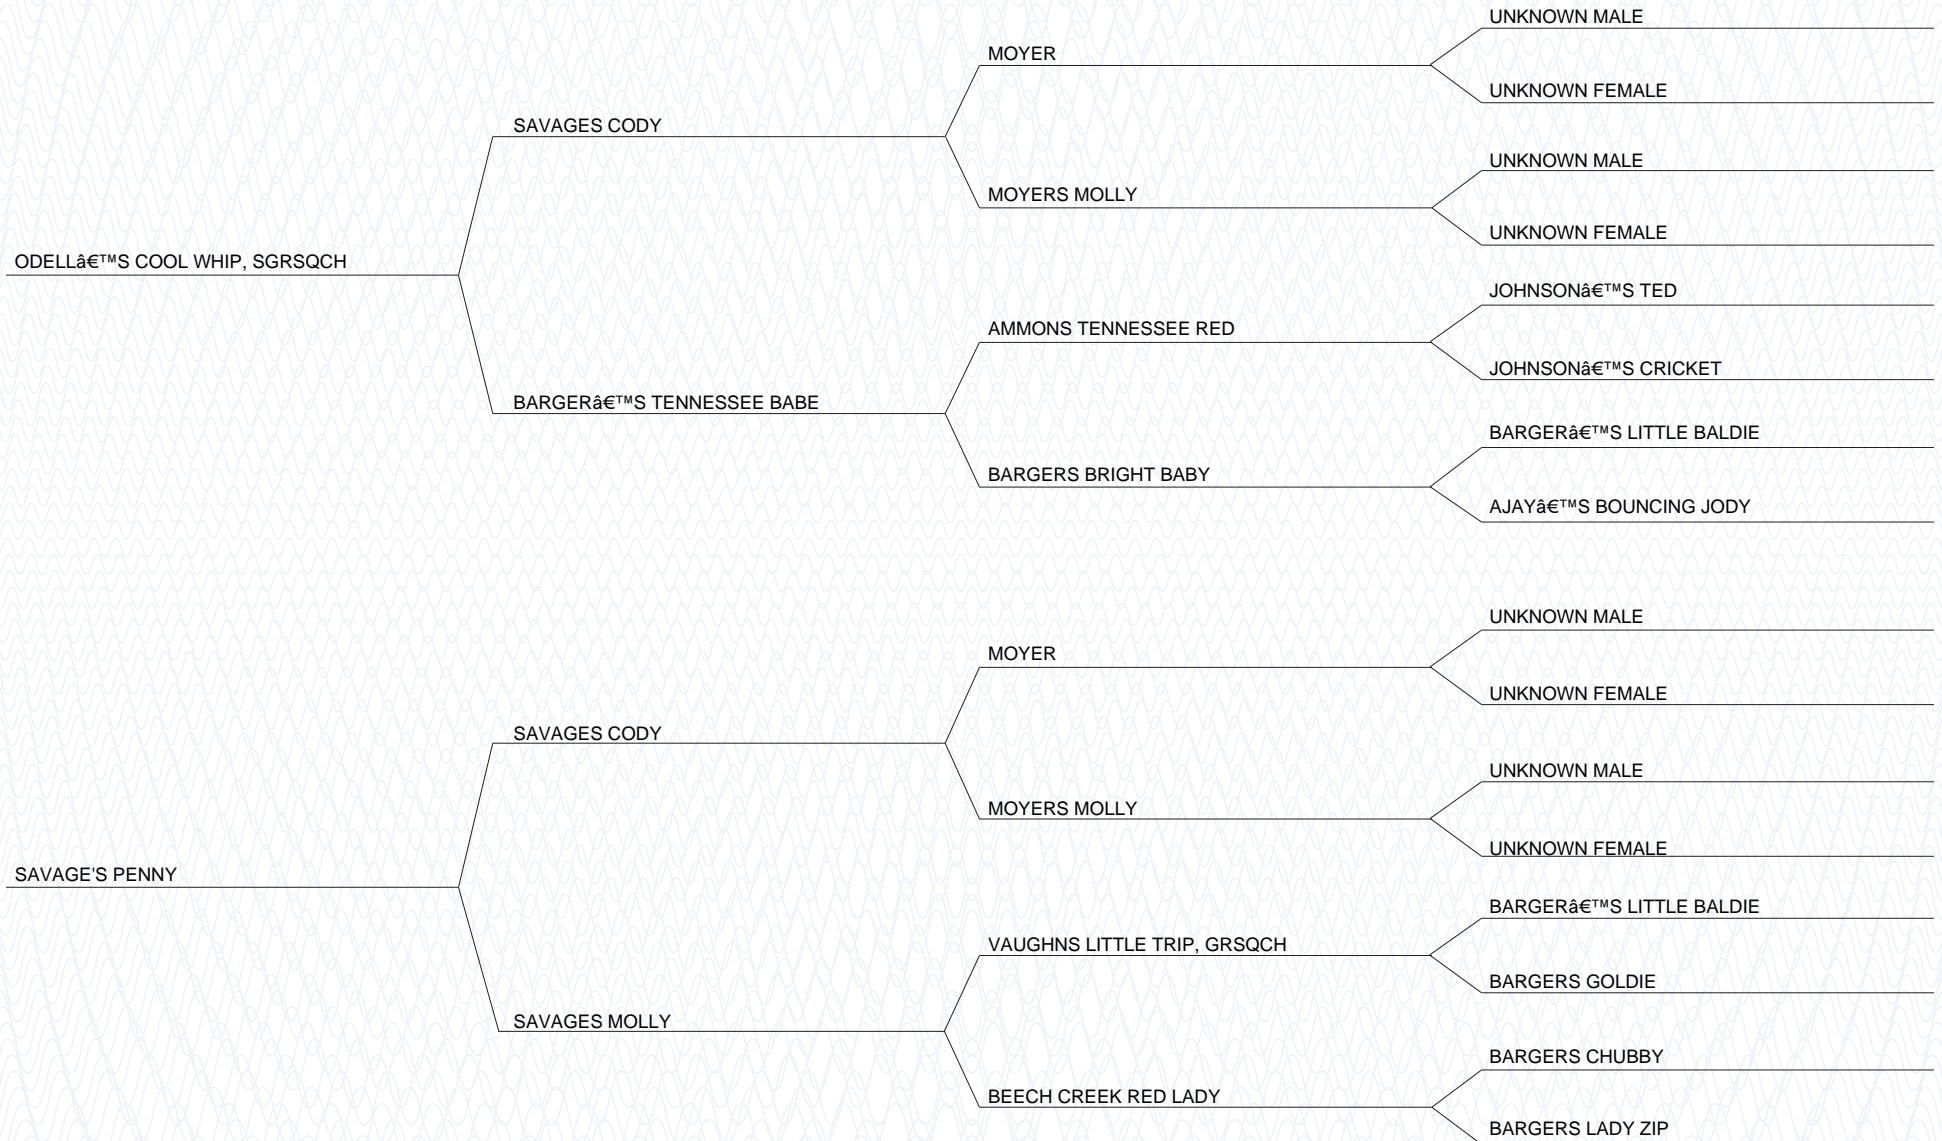 UNKNOWN MALE
MOYER
UNKNOWN FEMALE
SAVAGES CODY
UNKNOWN MALE
MOYERS MOLLY
UNKNOWN FEMALE
ODELLâ€™S COOL WHIP, SGRSQCH
JOHNSONâ€™S TED
AMMONS TENNESSEE RED
JOHNSONâ€™S CRICKET
BARGERâ€™S TENNESSEE BABE
BARGERâ€™S LITTLE BALDIE
BARGERS BRIGHT BABY
AJAYâ€™S BOUNCING JODY
UNKNOWN MALE
MOYER
UNKNOWN FEMALE
SAVAGES CODY
UNKNOWN MALE
MOYERS MOLLY
UNKNOWN FEMALE
SAVAGE'S PENNY
BARGERâ€™S LITTLE BALDIE
VAUGHNS LITTLE TRIP, GRSQCH
BARGERS GOLDIE
SAVAGES MOLLY
BARGERS CHUBBY
BEECH CREEK RED LADY
BARGERS LADY ZIP